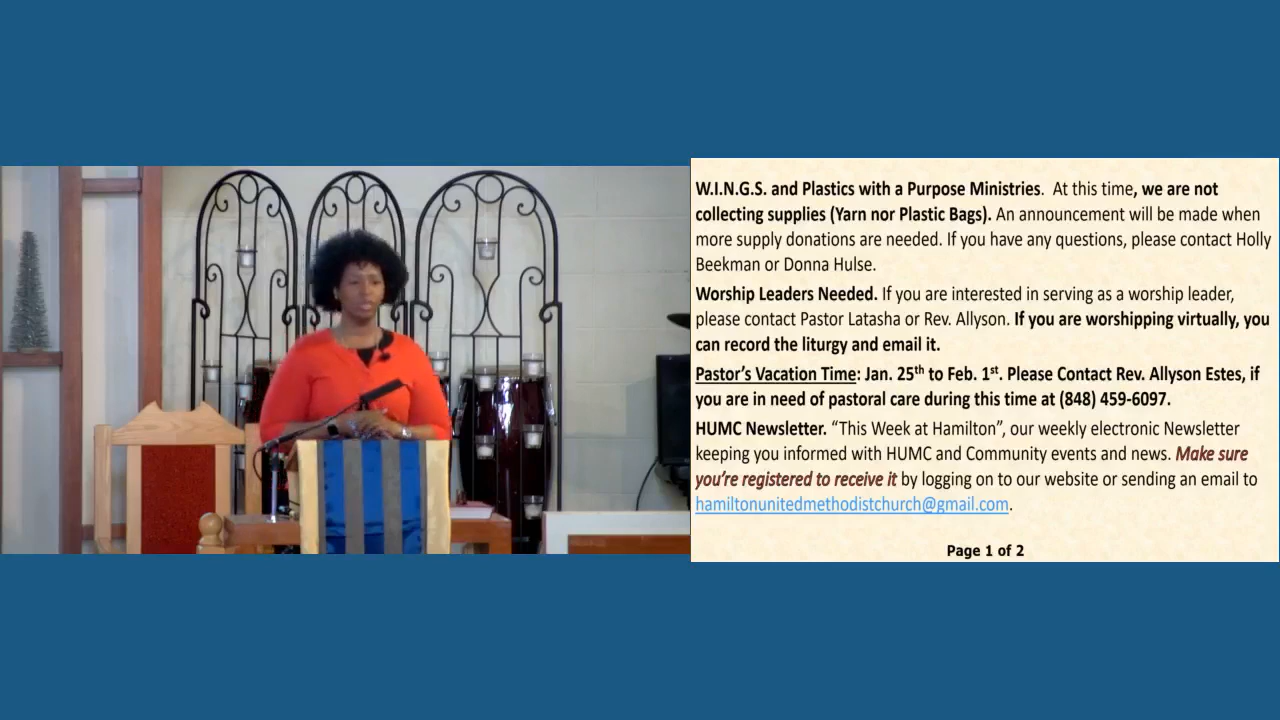 W.I.N.G.S. and Plastics with a Purpose Ministries. At this time, we are not
collecting supplies (Yarn nor Plastic Bags). An announcement will be made when
more supply donations are needed. If you have any questions, please contact Holly
Beekman or Donna Hulse.
Worship Leaders Needed. If you are interested in serving as a worship leader,
please contact Pastor Latasha or Rev. Allyson. If you are worshipping virtually, you
can record the liturgy and email it.
Pastor’s Vacation Time: Jan. 25th to Feb. 1st. Please Contact Rev. Allyson Estes, if
you are in need of pastoral care during this time at (848) 459-6097.
HUMC Newsletter. “This Week at Hamilton”, our weekly electronic Newsletter
keeping you informed with HUMC and Community events and news. Make sure
you’re registered to receive it by logging on to our website or sending an email to
hamiltonunitedmethodistchurch@gmail.com.
Page 1 of 2